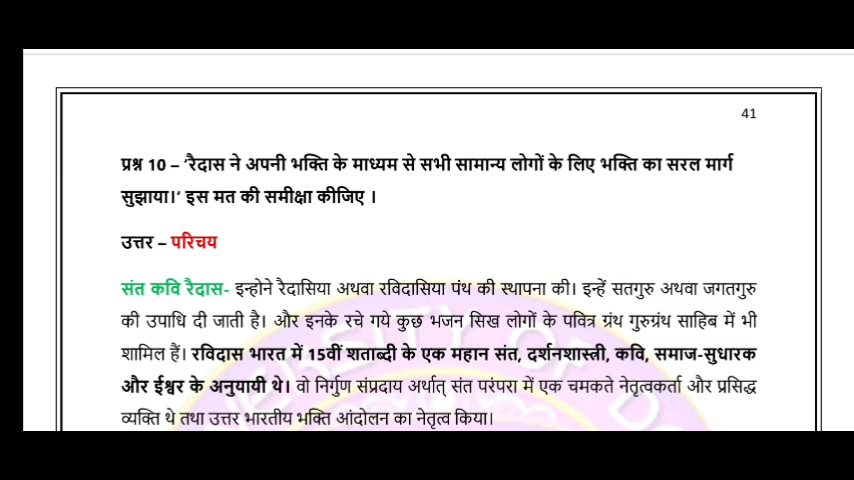 41
प्रश्न 10 – 'रैदास ने अपनी भक्ति के माध्यम से सभी सामान्य लोगों के लिए भक्ति का सरल मार्ग
सुझाया।' इस मत की समीक्षा कीजिए ।
उत्तर – परिचय
संत कवि रैदास- इन्होने रैदासिया अथवा रविदासिया पंथ की स्थापना की। इन्हें सतगुरु अथवा जगतगुरु
की उपाधि दी जाती है। और इनके रचे गये कुछ भजन सिख लोगों के पवित्र ग्रंथ गुरुग्रंथ साहिब में भी
शामिल हैं। रविदास भारत में 15वीं शताब्दी के एक महान संत, दर्शनशास्त्री, कवि, समाज-सुधारक
और ईश्वर के अनुयायी थे। वो निर्गुण संप्रदाय अर्थात् संत परंपरा में एक चमकते नेतृत्वकर्ता और प्रसिद्ध
व्यक्ति थे तथा उत्तर भारतीय भक्ति आंदोलन का नेतृत्व किया।